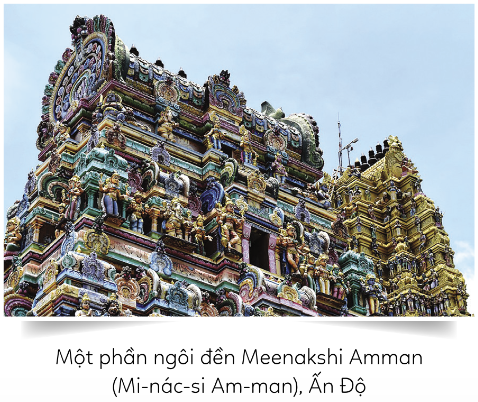 Một phần ngôi đền Meenakshi Amman
(Mi-nác-si Am-man), Ấn Độ